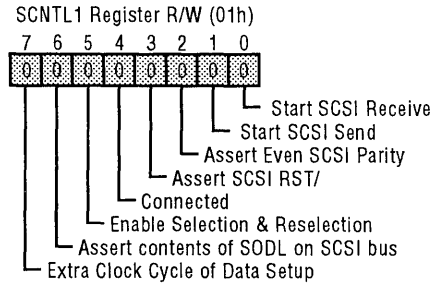 SCNTL1 Register R/W (01h)
7 6 5 4 3 2 1 0
0 0 0 0 0 0 0 0
Start SCSI Receive
Start SCSI Send
Assert Even SCSI Parity
Assert SCSI RST/
Connected
Enable Selection & Reselection
Assert contents of SODL on SCSI bus
Extra Clock Cycle of Data Setup